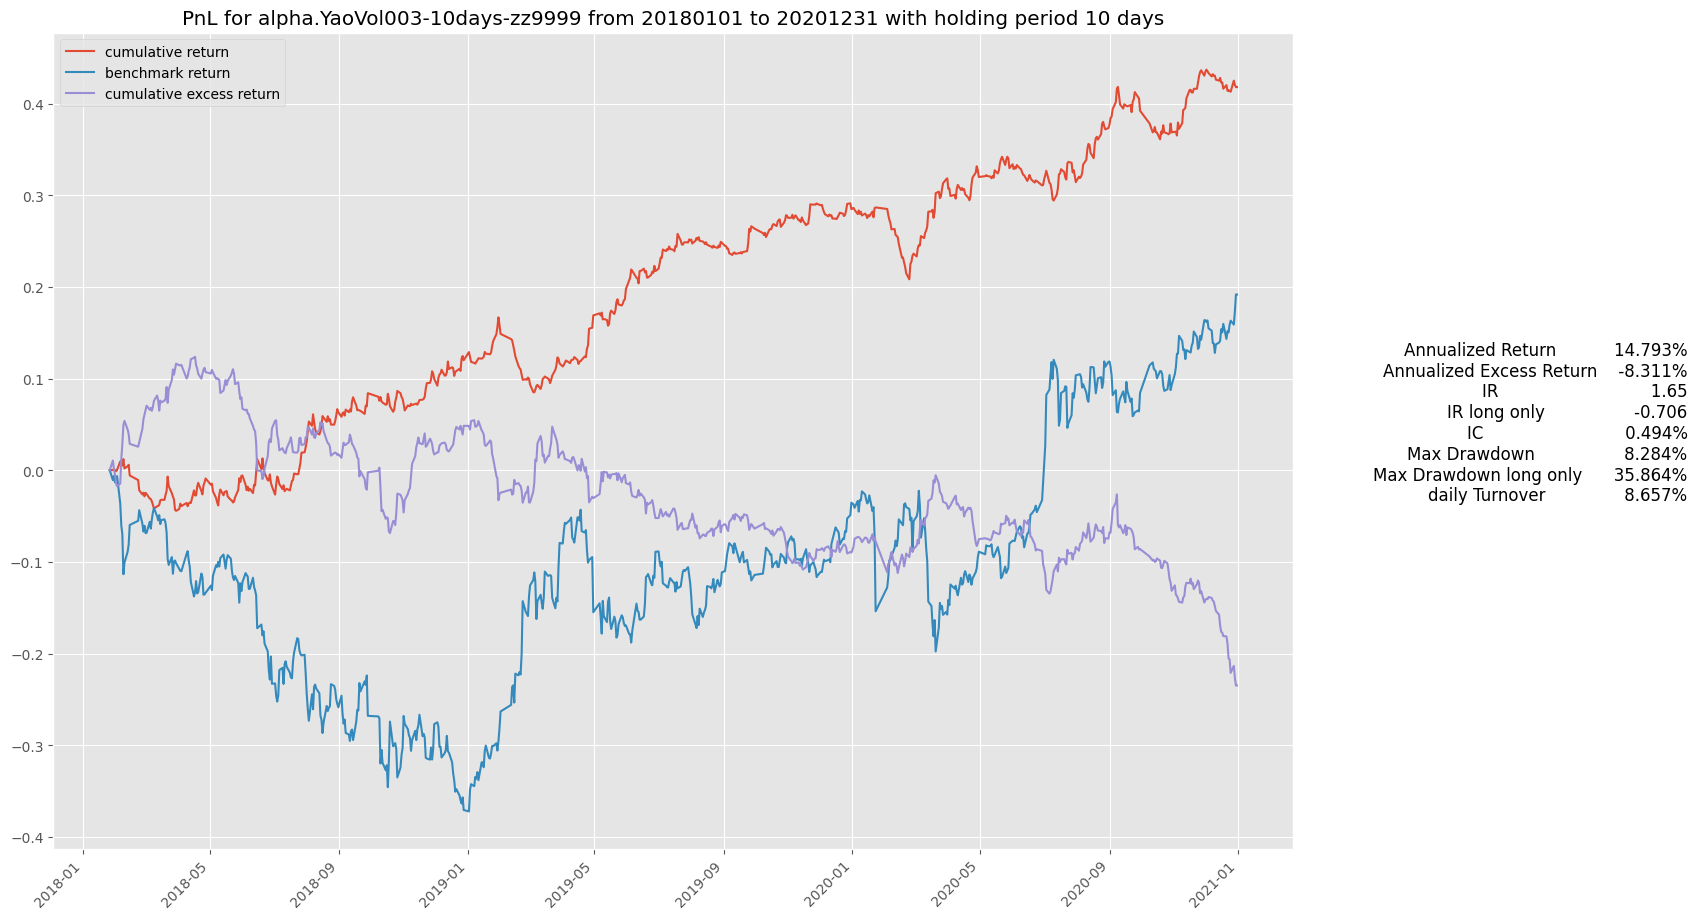 PnL for alpha.YaoVol003-10days-zz9999 from 20180101 to 20201231 with holding period 10 days
cumulative return
benchmark return
cumulative excess return
0.4
0.3
0.2
0.1
0.0
−0.1
−0.2
−0.3
−0.4
2018-01
2018-05
2018-09
2019-01
2019-05
2019-09
2020-01
2020-05
2020-09
2021-01
Annualized Return 14.793%
Annualized Excess Return -8.311%
IR 1.65
IR long only -0.706
IC 0.494%
Max Drawdown 8.284%
Max Drawdown long only 35.864%
daily Turnover 8.657%